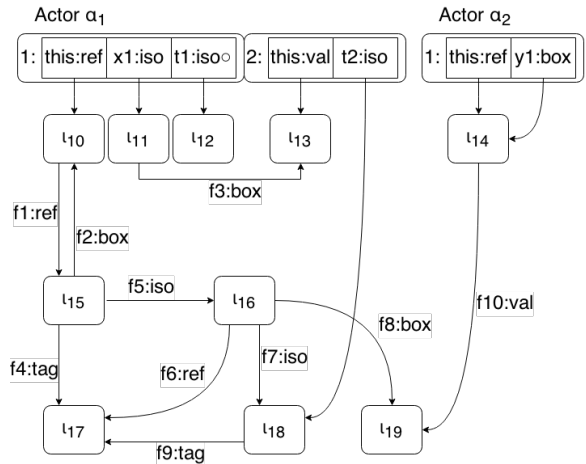 Actor α₁ Actor α₂
1: this:ref x1:iso t1:iso○ 2: this:val t2:iso 1: this:ref y1:box
ι₁₀ ι₁₁ ι₁₂ ι₁₃ ι₁₄
f3:box
f1:ref
f2:box
f5:iso
ι₁₅ ι₁₆ f10:val
f8:box
f7:iso
f4:tag f6:ref
ι₁₇ ι₁₈ ι₁₉
f9:tag